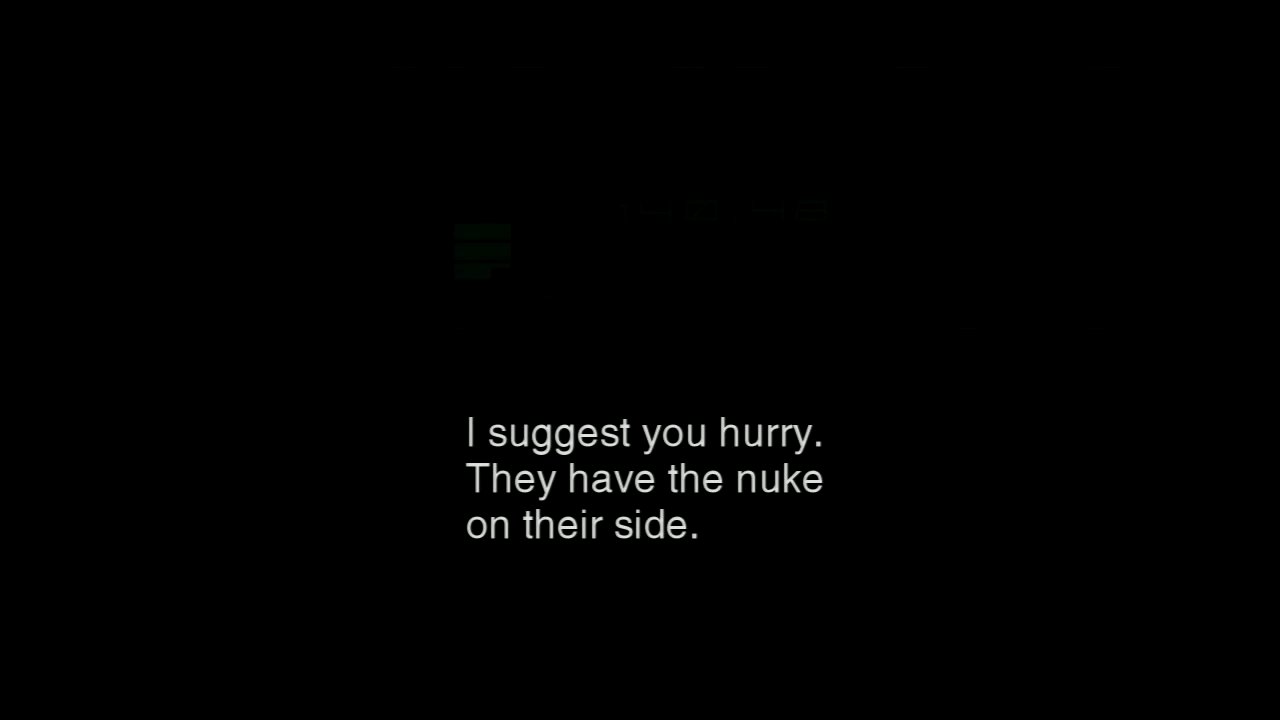 I suggest you hurry.
They have the nuke
on their side.